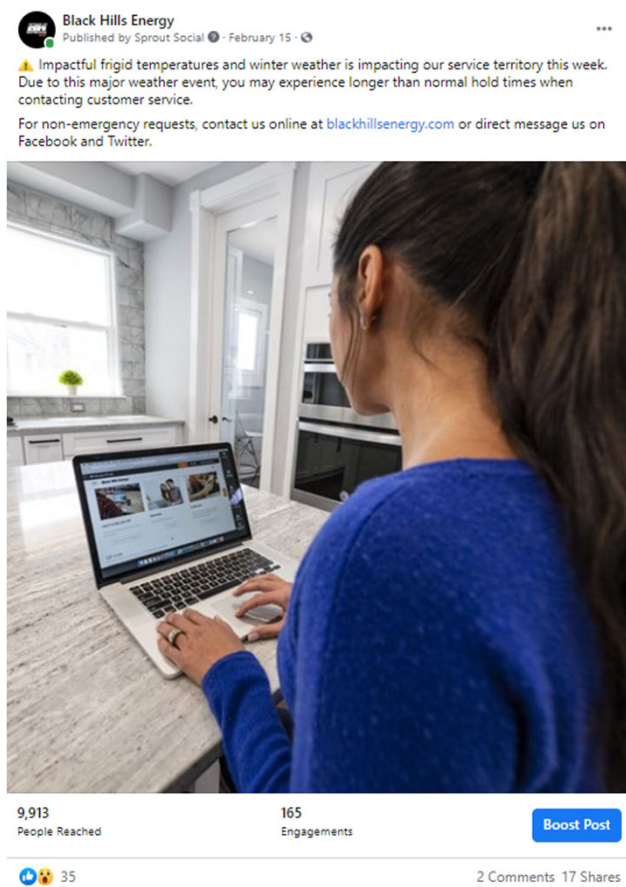 Black Hills Energy
Published by Sprout Social · February 15 ·
⚠️ Impactful frigid temperatures and winter weather is impacting our service territory this week.
Due to this major weather event, you may experience longer than normal hold times when
contacting customer service.
For non-emergency requests, contact us online at blackhillsenergy.com or direct message us on
Facebook and Twitter.
Black Hills Energy
9,913
165
People Reached
Engagements
Boost Post
35
2 Comments 17 Shares